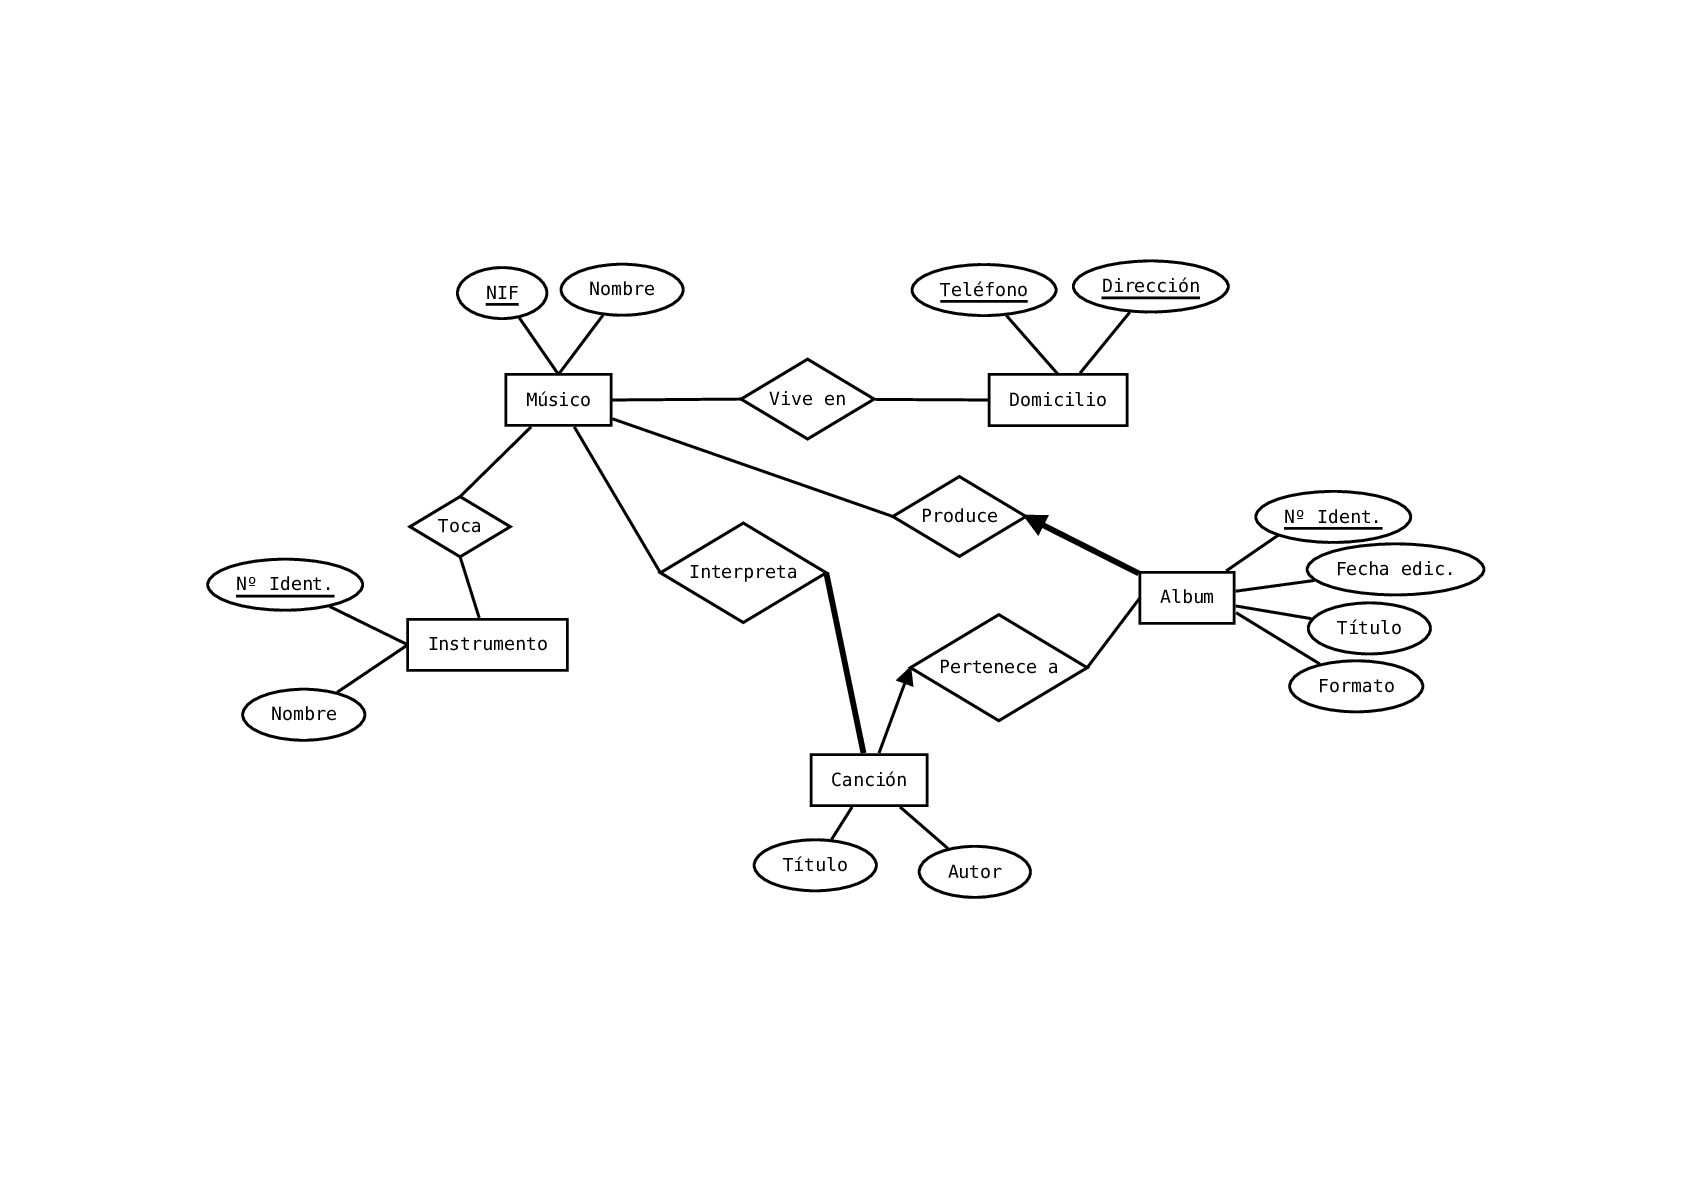 NIF
Nombre
Teléfono
Dirección
Músico
Vive en
Domicilio
Toca
Produce
Nº Ident.
Interpreta
Fecha edic.
Nº Ident.
Album
Título
Instrumento
Pertenece a
Formato
Nombre
Canción
Título
Autor